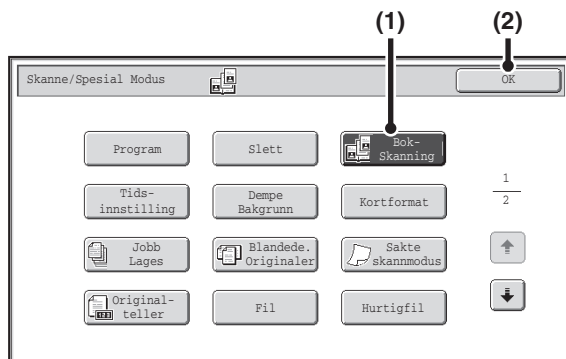 (1) (2)
Skanne/Spesial Modus OK
Program Slett Bok-
Skanning
Tids-
innstilling Dempe
Bakgrunn Kortformat
1
2
Jobb
Lages Blandede.
Originaler Sakte
skannmodus
Original-
teller Fil Hurtigfil
123